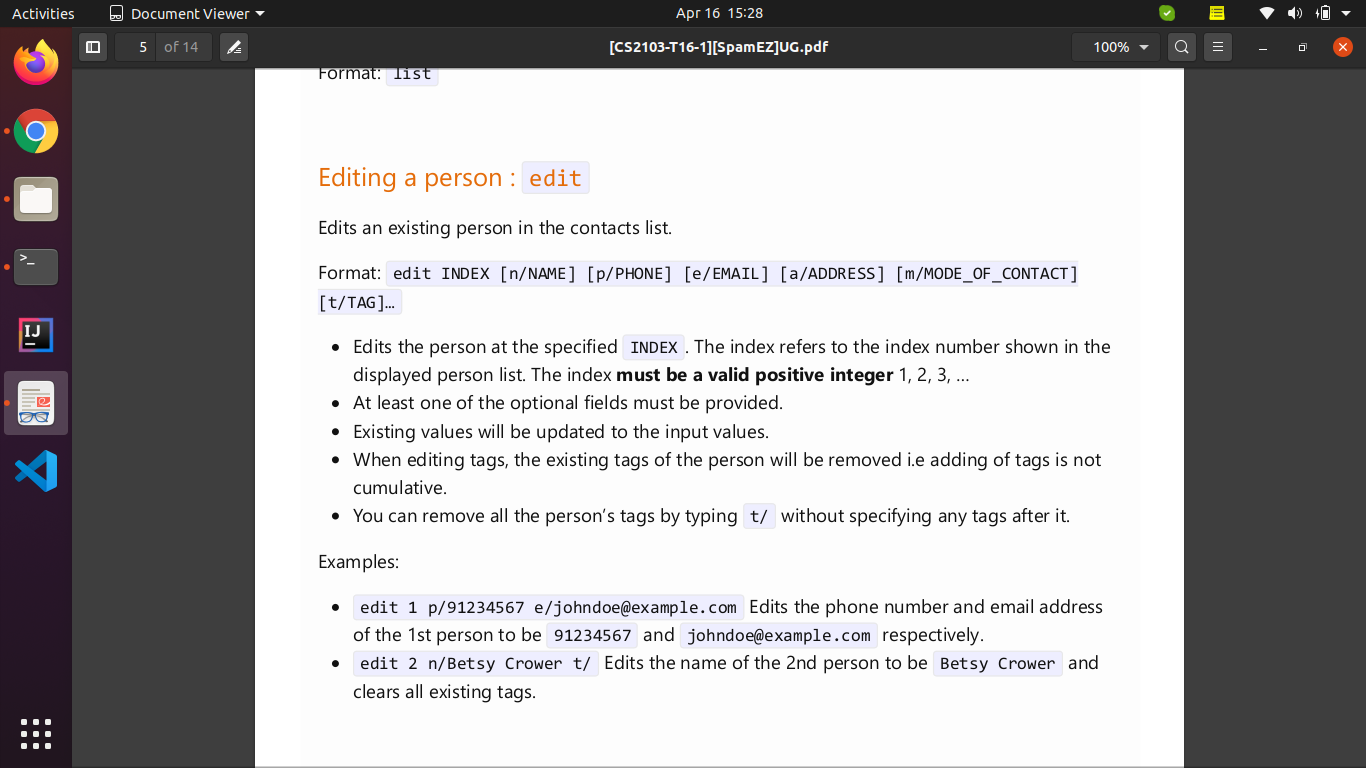 Activities
Document Viewer
Apr 16 15:28
5 of 14
[CS2103-T16-1][SpamEZ]UG.pdf
100%
Format: list
Editing a person : edit
Edits an existing person in the contacts list.
Format: edit INDEX [n/NAME] [p/PHONE] [e/EMAIL] [a/ADDRESS] [m/MODE_OF_CONTACT]
[t/TAG]…
• Edits the person at the specified INDEX. The index refers to the index number shown in the
displayed person list. The index must be a valid positive integer 1, 2, 3, …
• At least one of the optional fields must be provided.
• Existing values will be updated to the input values.
• When editing tags, the existing tags of the person will be removed i.e adding of tags is not
cumulative.
• You can remove all the person’s tags by typing t/ without specifying any tags after it.
Examples:
• edit 1 p/91234567 e/johndoe@example.com Edits the phone number and email address
of the 1st person to be 91234567 and johndoe@example.com respectively.
• edit 2 n/Betsy Crower t/ Edits the name of the 2nd person to be Betsy Crower and
clears all existing tags.
>_
IJ